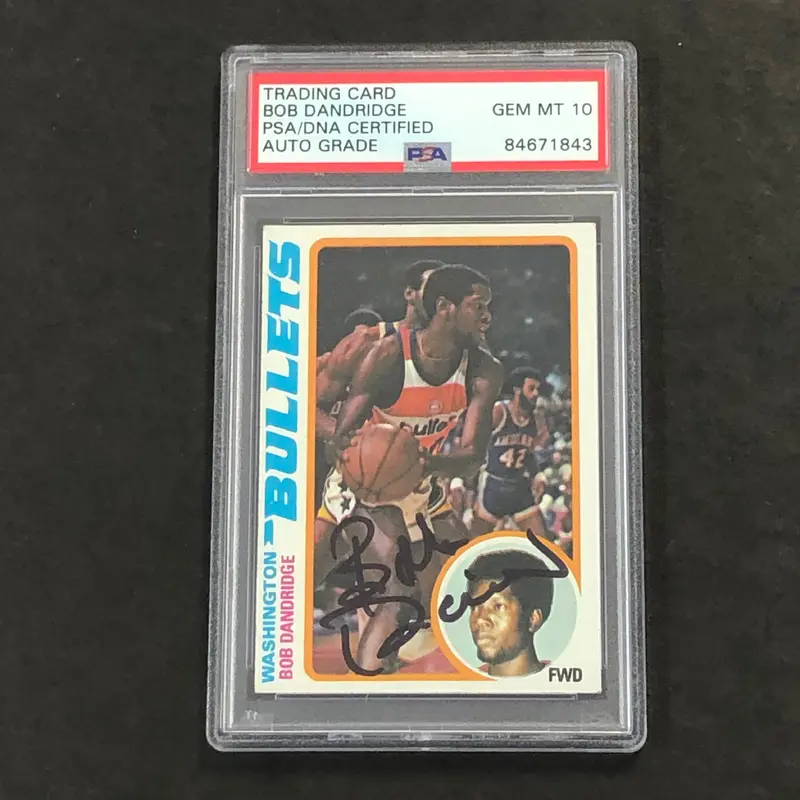 TRADING CARD
BOB DANDRIDGE GEM MT 10
PSA/DNA CERTIFIED
AUTO GRADE PSA 84671843
WASHINGTON BULLETS
BOB DANDRIDGE
42
FWD